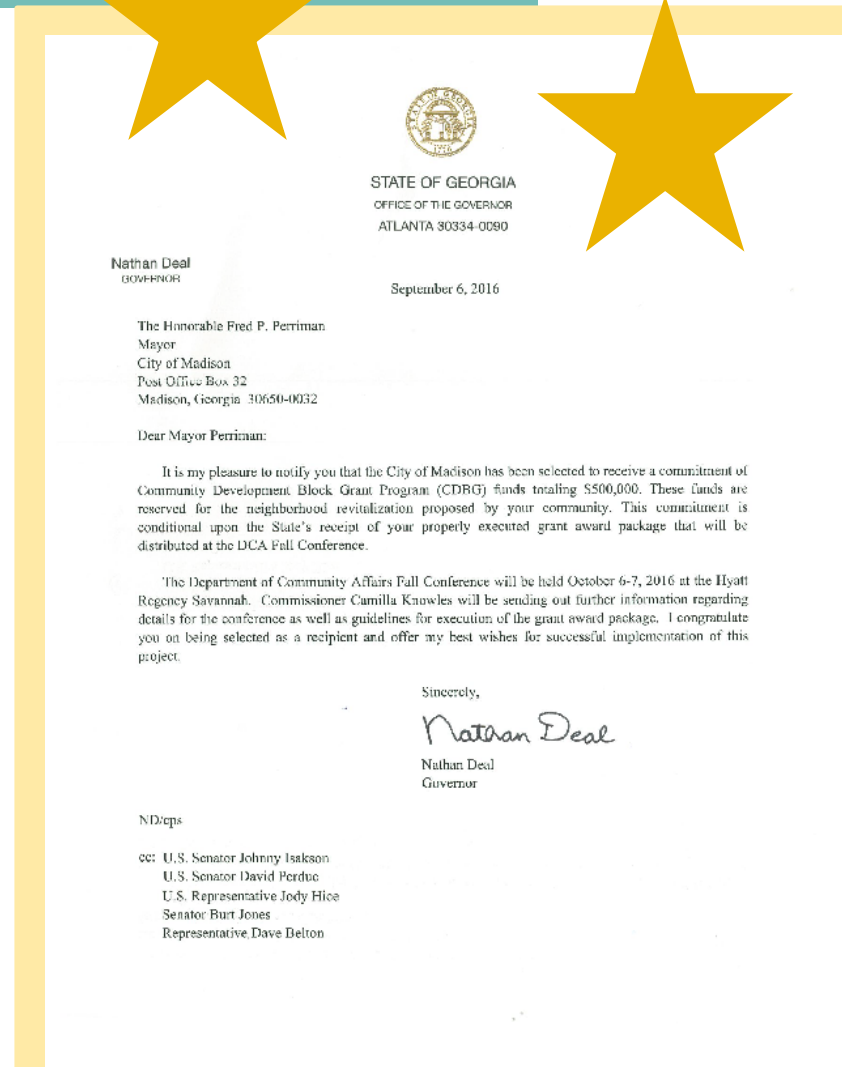 STATE OF GEORGIA
1776
STATE OF GEORGIA
OFFICE OF THE GOVERNOR
ATLANTA 30334-0090
Nathan Deal
GOVERNOR
September 6, 2016
The Honorable Fred P. Perriman
Mayor
City of Madison
Post Office Box 32
Madison, Georgia 30650-0032
Dear Mayor Perriman:
It is my pleasure to notify you that the City of Madison has been selected to receive a commitment of
Community Development Block Grant Program (CDBG) funds totaling $500,000. These funds are
reserved for the neighborhood revitalization proposed by your community. This commitment is
conditional upon the State's receipt of your properly executed grant award package that will be
distributed at the DCA Fall Conference.
The Department of Community Affairs Fall Conference will be held October 6-7, 2016 at the Hyatt
Regency Savannah. Commissioner Camilla Knowles will be sending out further information regarding
details for the conference as well as guidelines for execution of the grant award package. I congratulate
you on being selected as a recipient and offer my best wishes for successful implementation of this
project.
Sincerely,
Nathan Deal
Nathan Deal
Governor
ND/cps
cc: U.S. Senator Johnny Isakson
U.S. Senator David Perdue
U.S. Representative Jody Hice
Senator Burt Jones
Representative Dave Belton